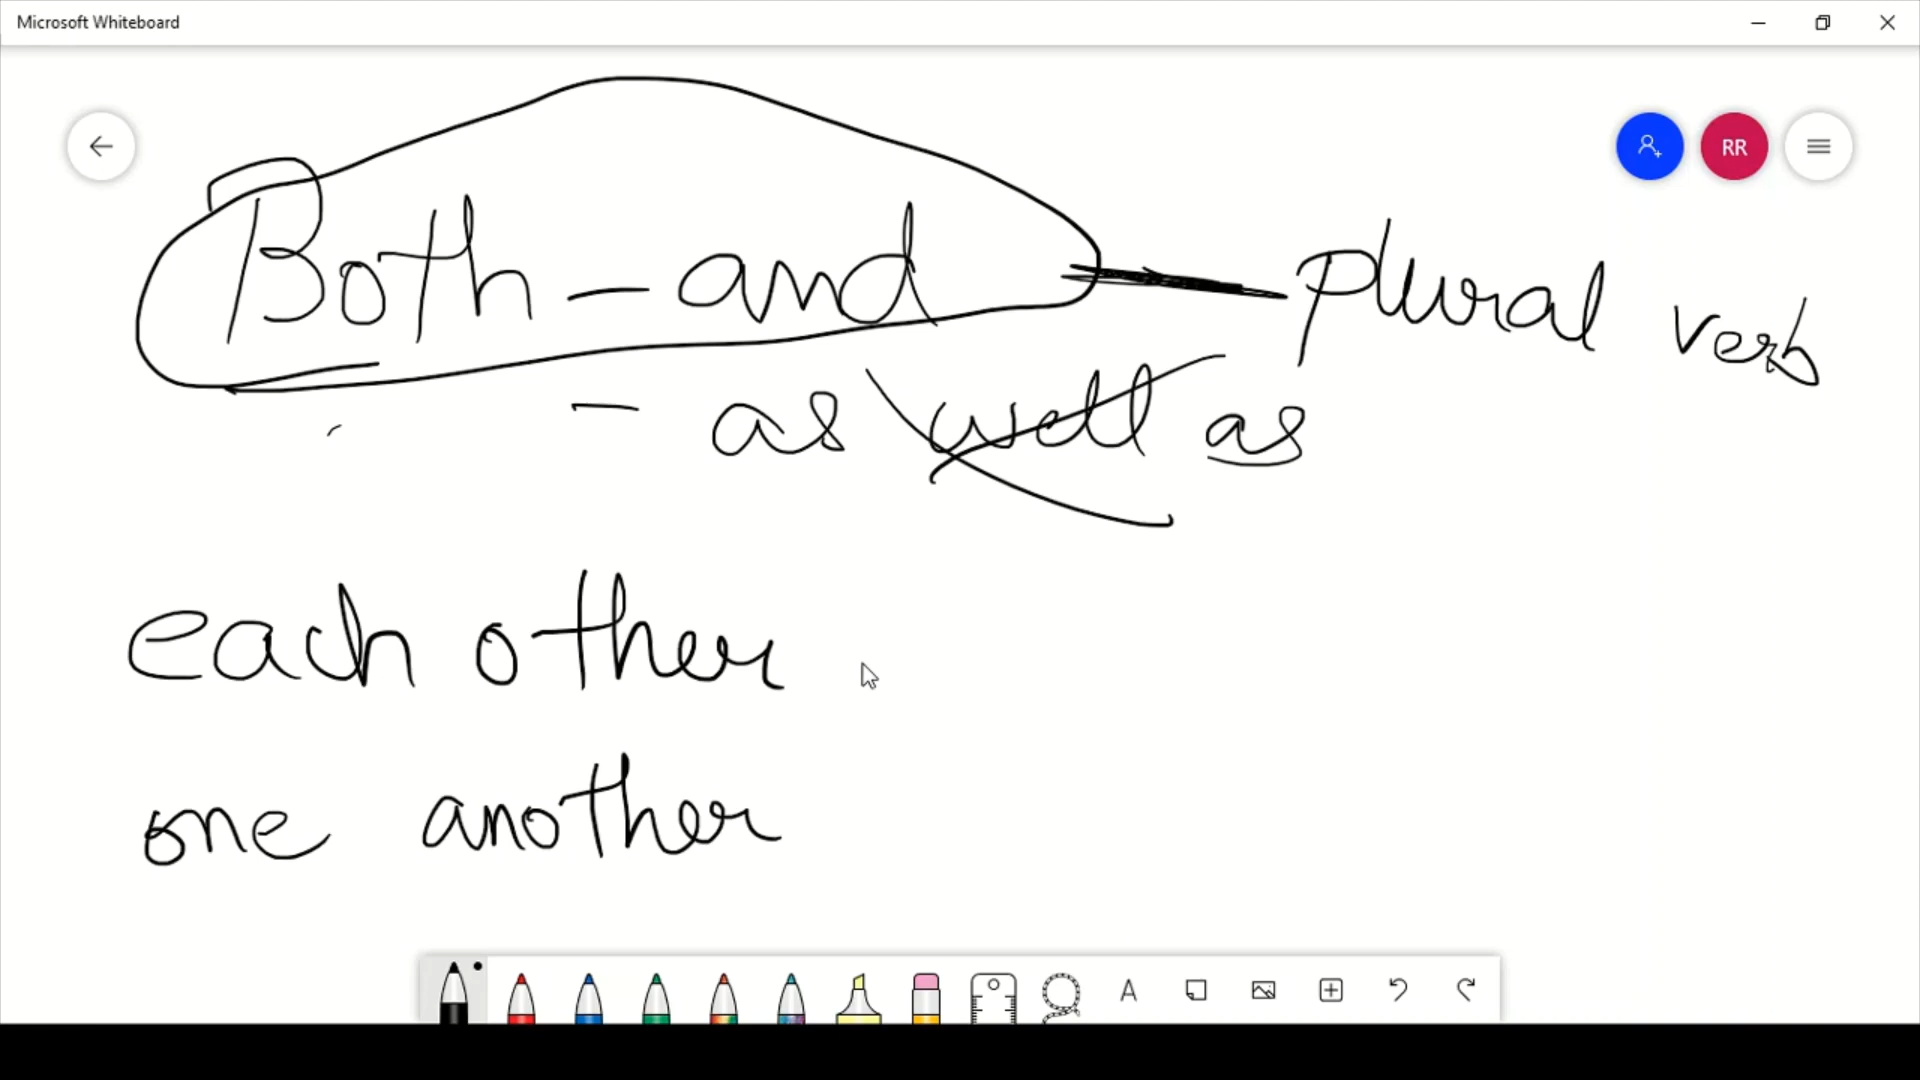 Microsoft Whiteboard
RR
Both - and - plural verb
- as well as
each other
one another
A